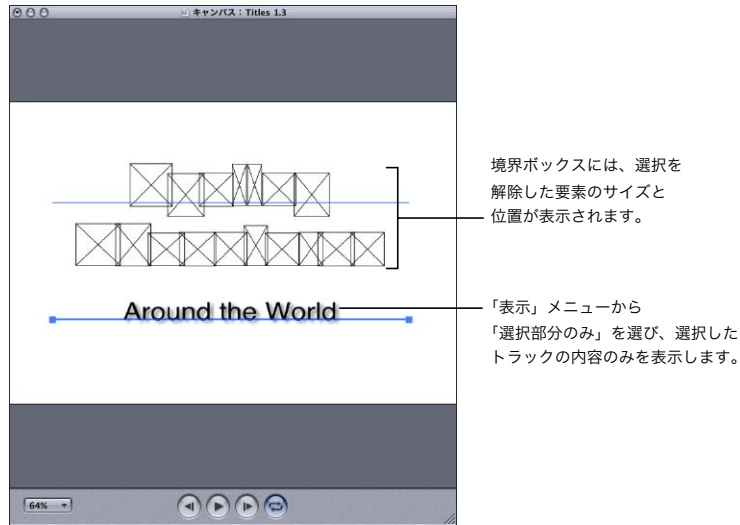 キャンバス：Titles 1.3
境界ボックスには、選択を
解除した要素のサイズと
位置が表示されます。
Around the World
「表示」メニューから
「選択部分のみ」を選び、選択した
トラックの内容のみを表示します。
64%